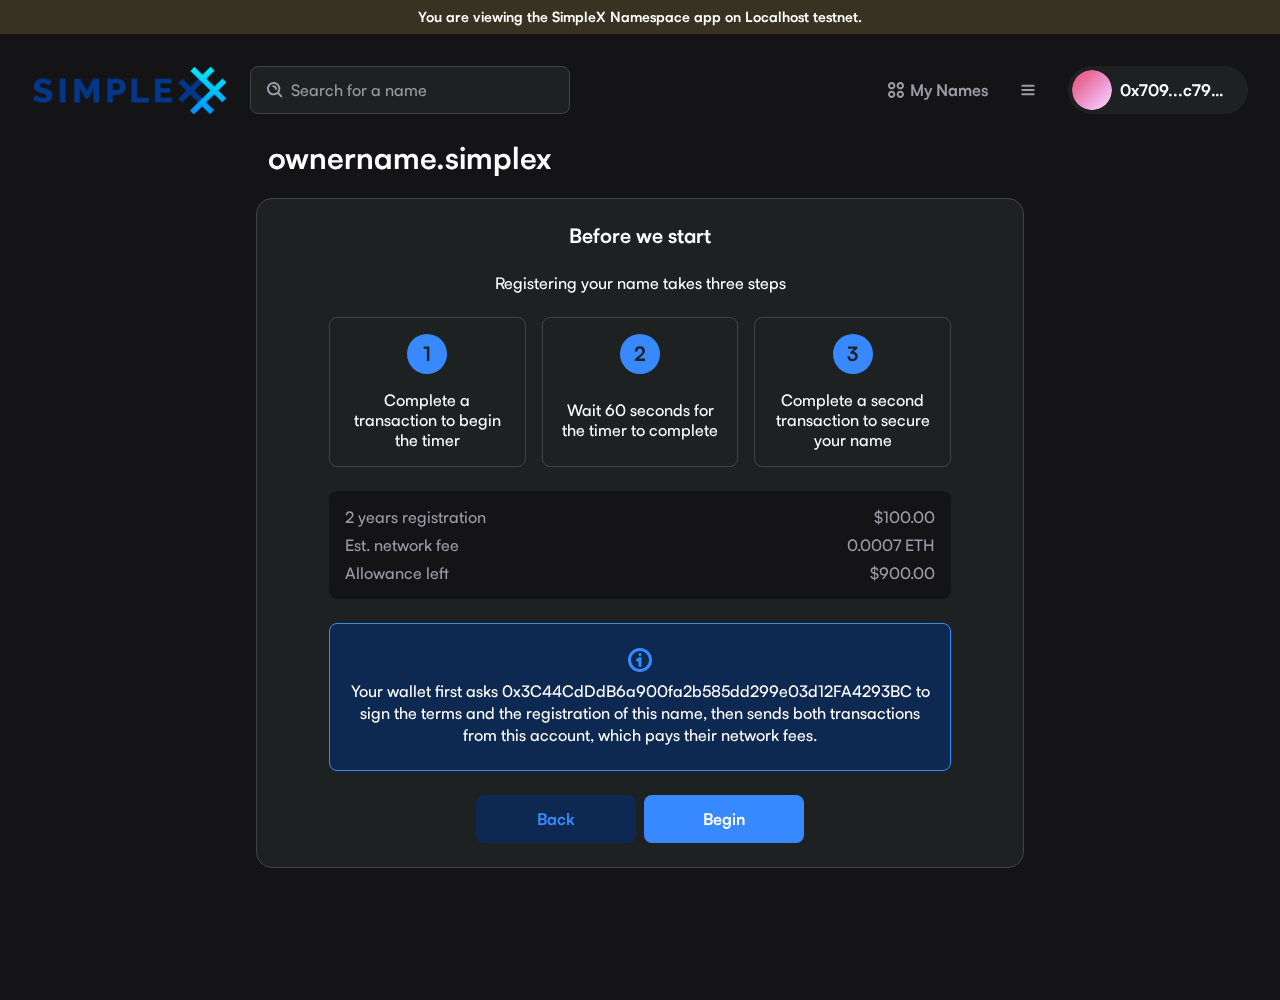 You are viewing the SimpleX Namespace app on Localhost testnet.
SIMPLEX
Search for a name
My Names
0x709...c79...
ownername.simplex
Before we start
Registering your name takes three steps
1
Complete a
transaction to begin
the timer
2
Wait 60 seconds for
the timer to complete
3
Complete a second
transaction to secure
your name
2 years registration $100.00
Est. network fee 0.0007 ETH
Allowance left $900.00
Your wallet first asks 0x3C44CdDdB6a900fa2b585dd299e03d12FA4293BC to
sign the terms and the registration of this name, then sends both transactions
from this account, which pays their network fees.
Back
Begin